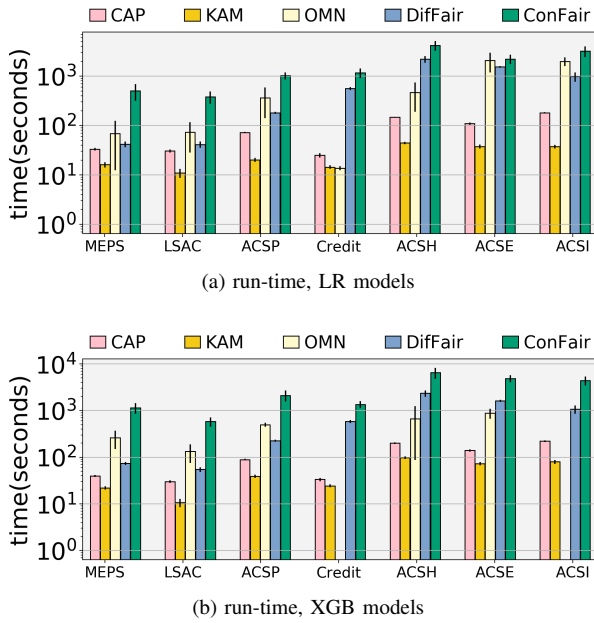 CAP KAM OMN DifFair ConFair
time(seconds)
10³
10²
10¹
10⁰
MEPS LSAC ACSP Credit ACSH ACSE ACSI
(a) run-time, LR models
CAP KAM OMN DifFair ConFair
time(seconds)
10⁴
10³
10²
10¹
10⁰
MEPS LSAC ACSP Credit ACSH ACSE ACSI
(b) run-time, XGB models